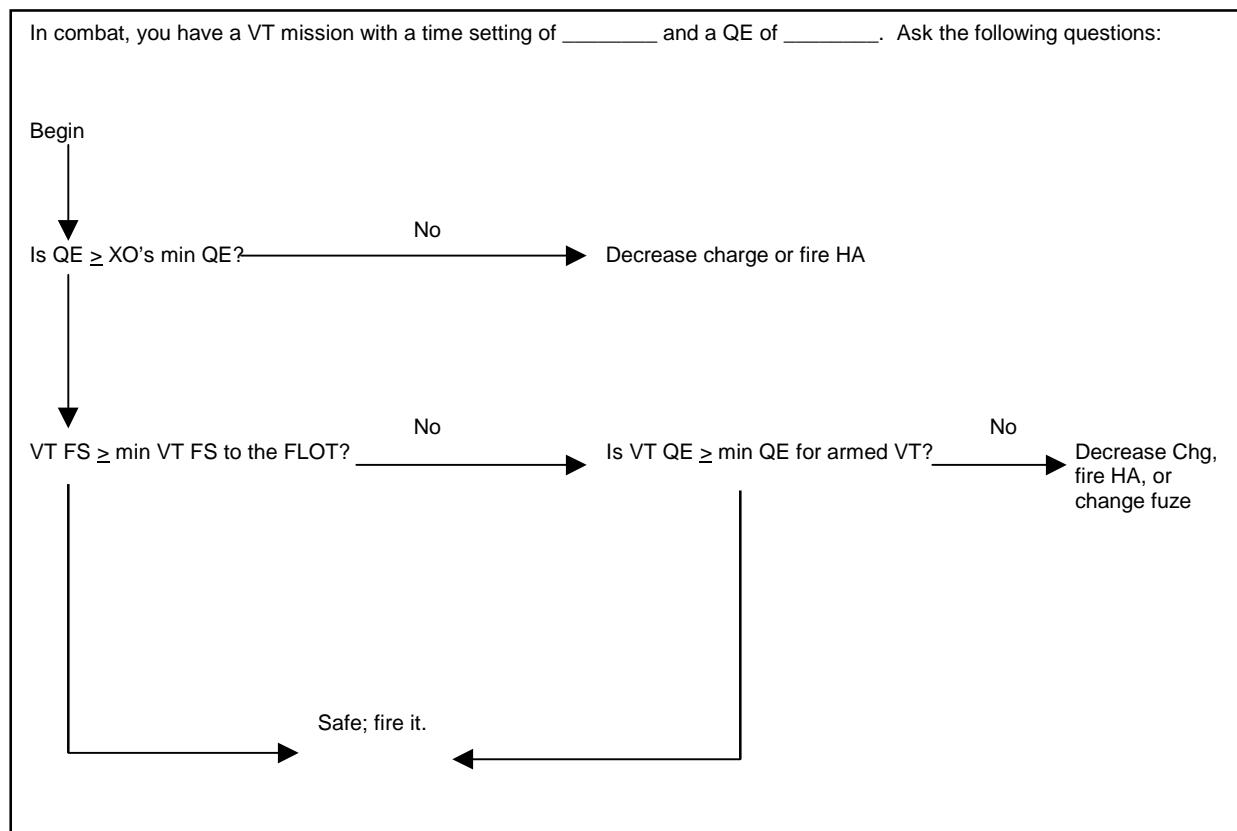 In combat, you have a VT mission with a time setting of ________ and a QE of ________. Ask the following questions:
Begin
No
Is QE ≥ XO's min QE?
Decrease charge or fire HA
No
No
VT FS ≥ min VT FS to the FLOT?
Is VT QE ≥ min QE for armed VT?
Decrease Chg,
fire HA, or
change fuze
Safe; fire it.